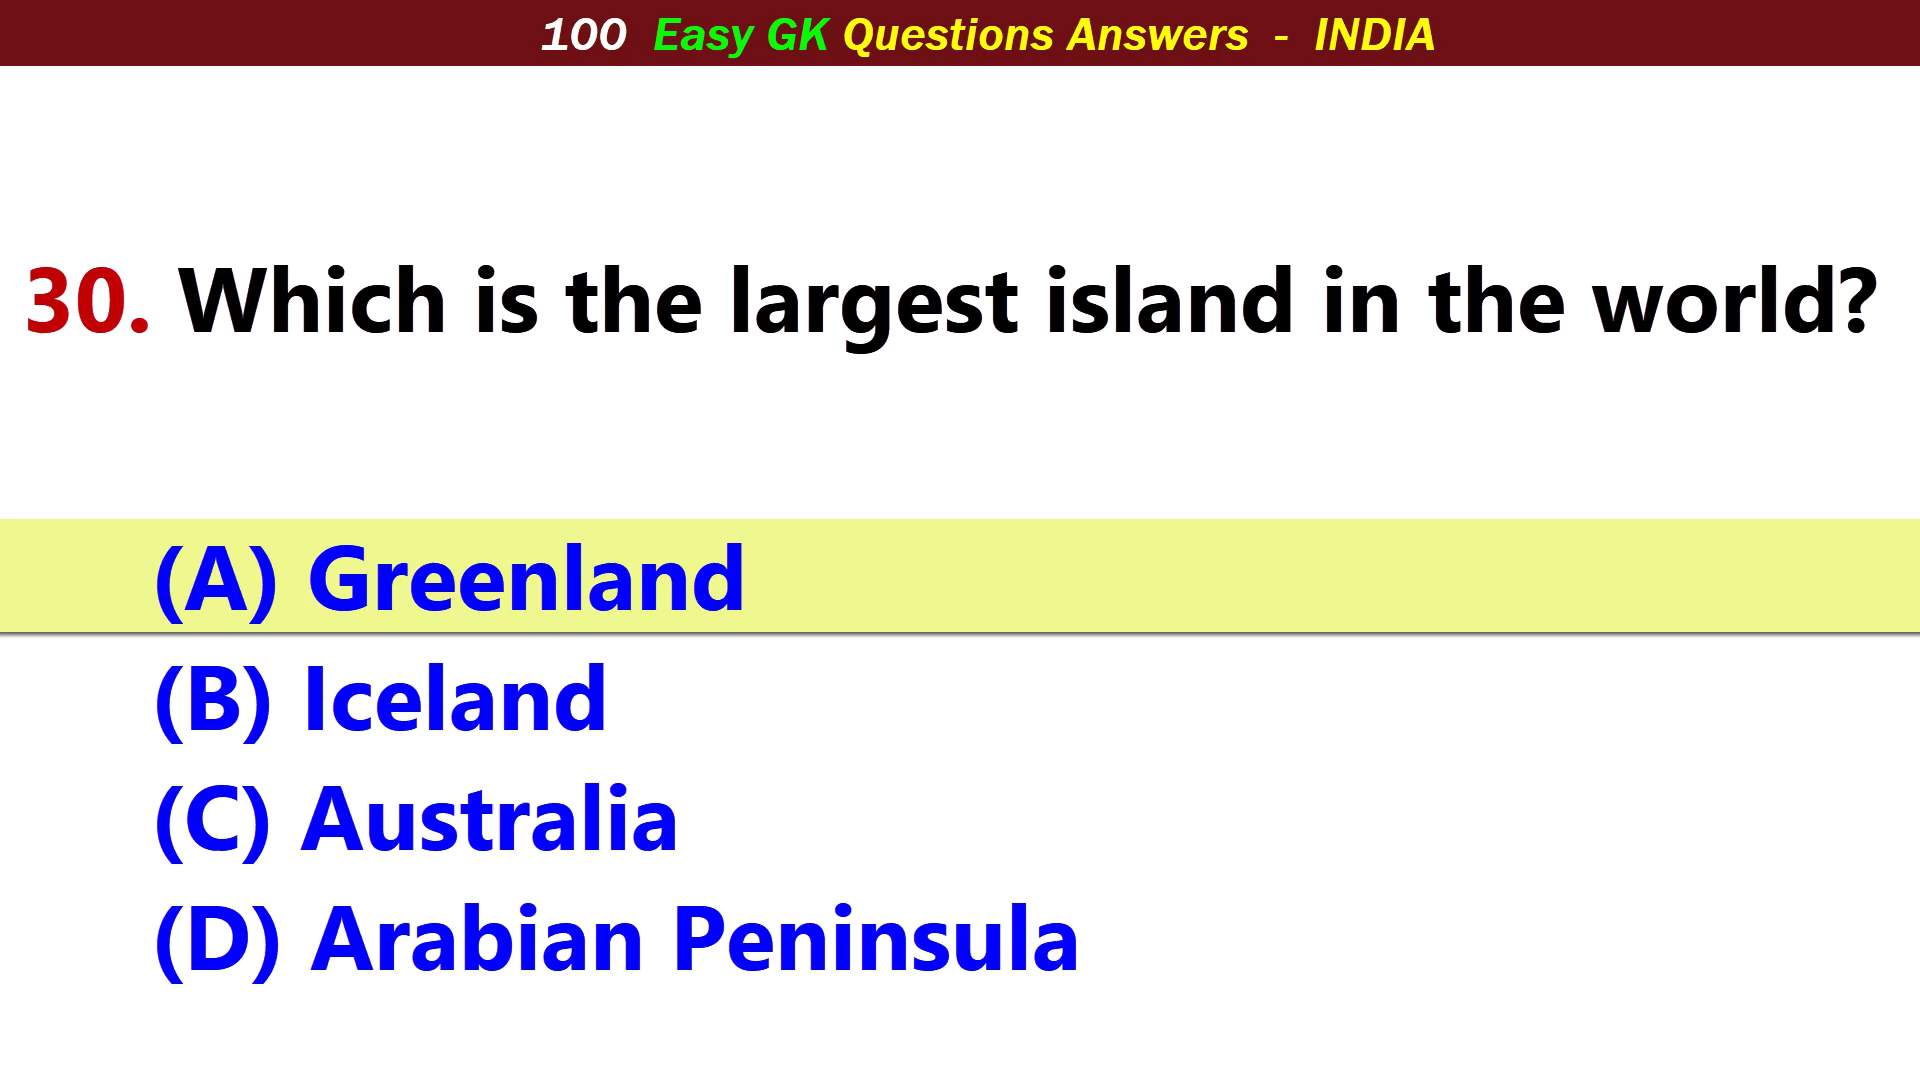 100 Easy GK Questions Answers - INDIA
30. Which is the largest island in the world?
(A) Greenland
(B) Iceland
(C) Australia
(D) Arabian Peninsula